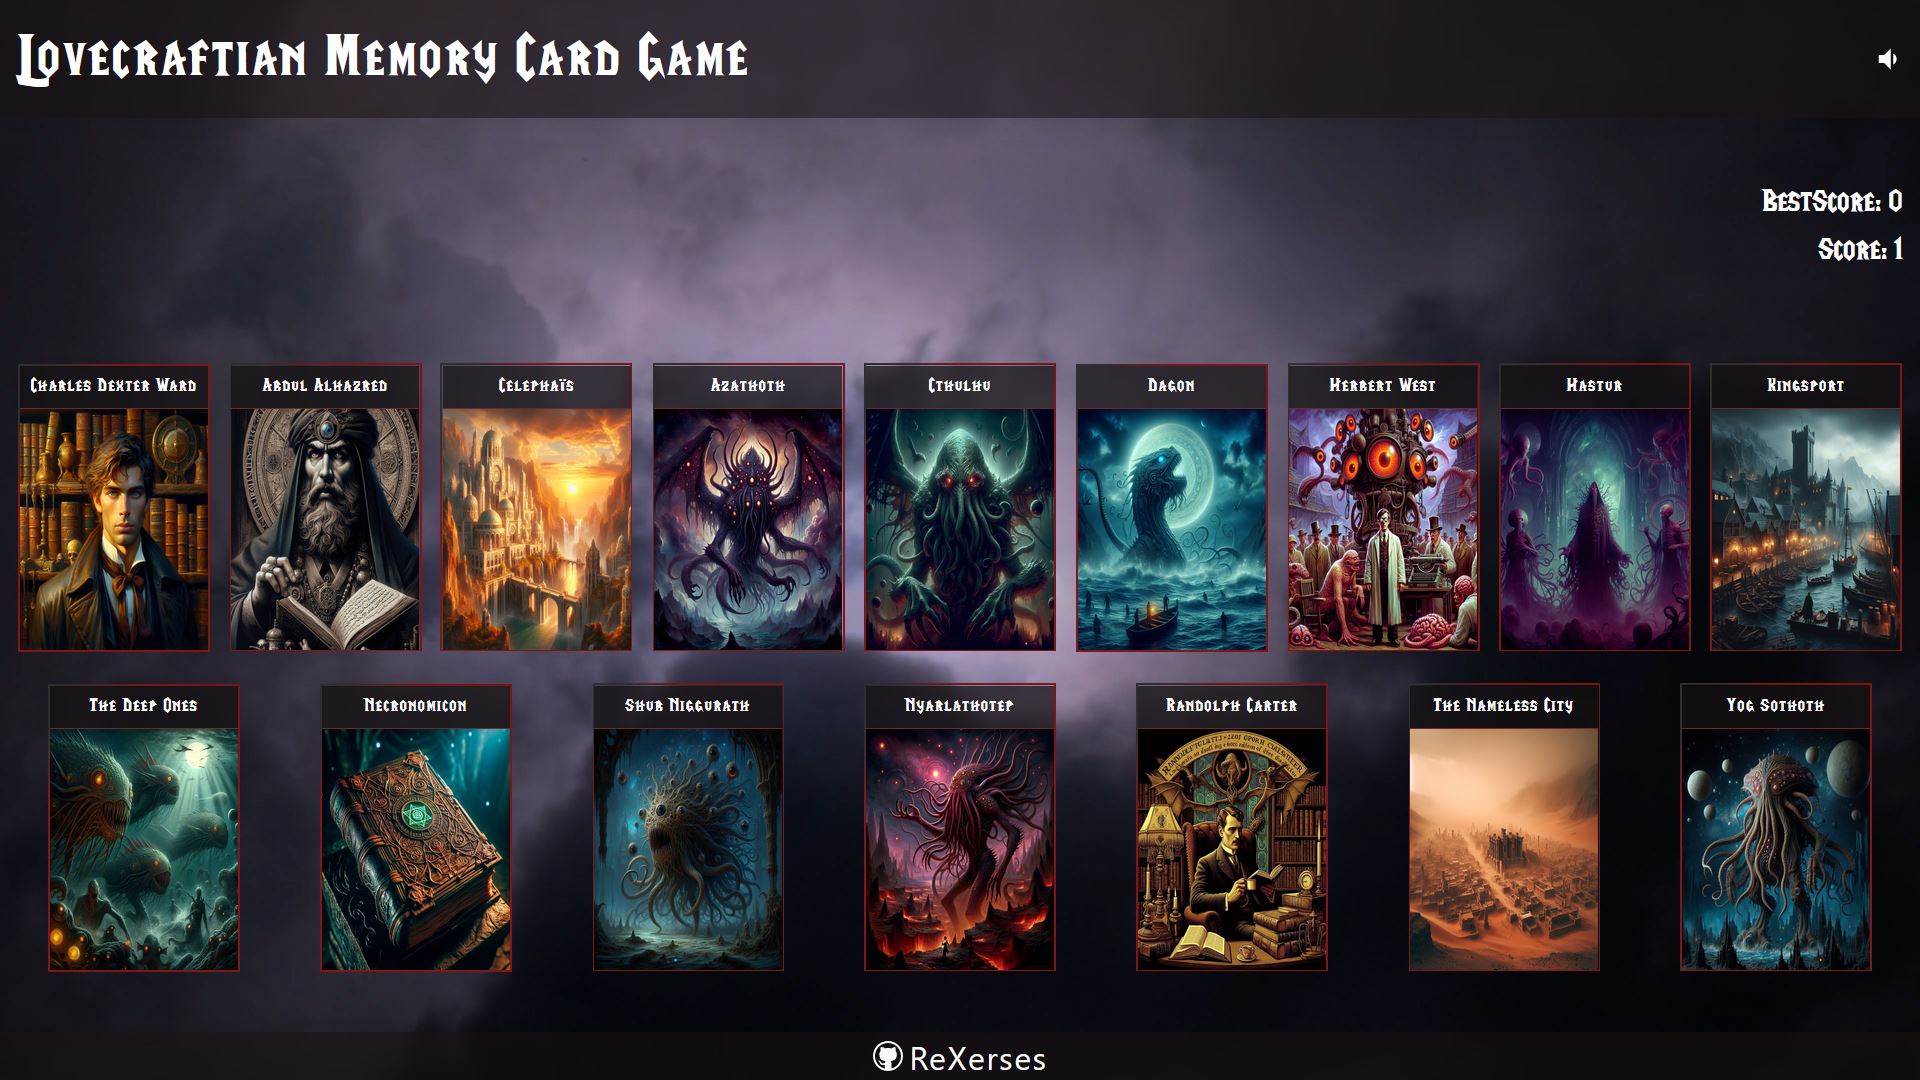 Lovecraftian Memory Card Game
BestScore: 0
Score: 1
Charles Dexter Ward
Abdul Alhazred
Celephaïs
Azathoth
Cthulhu
Dagon
Herbert West
Hastur
Kingsport
The Deep Ones
Necronomicon
Shub Niggurath
Nyarlathotep
Randolph Carter
The Nameless City
Yog Sothoth
ReXerses